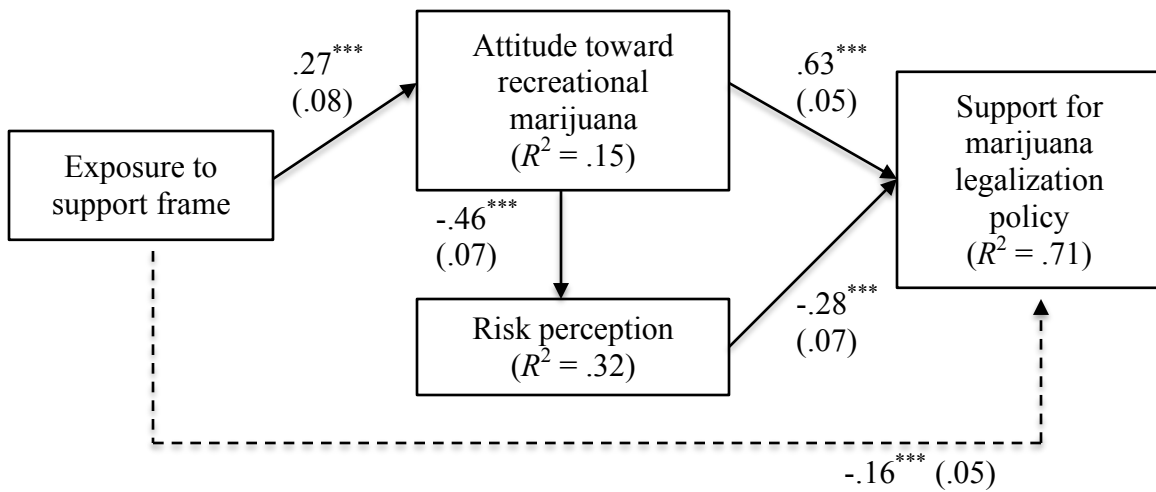 Exposure to
support frame
.27***
(.08)
Attitude toward
recreational
marijuana
(R² = .15)
-.46***
(.07)
Risk perception
(R² = .32)
.63***
(.05)
-.28***
(.07)
Support for
marijuana
legalization
policy
(R² = .71)
-.16*** (.05)